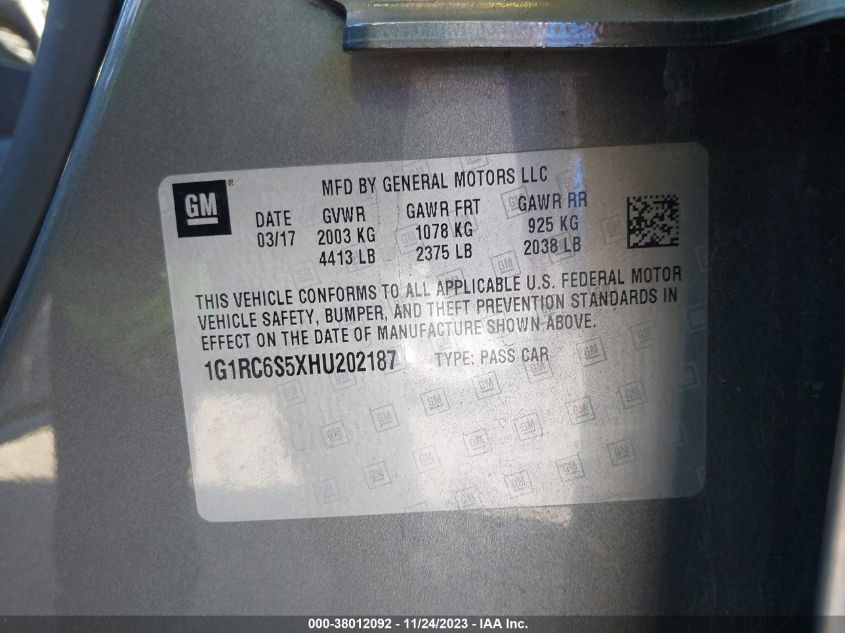 GM ® MFD BY GENERAL MOTORS LLC
DATE GVWR GAWR FRT GAWR RR
03/17 2003 KG 1078 KG 925 KG
4413 LB 2375 LB 2038 LB
THIS VEHICLE CONFORMS TO ALL APPLICABLE U.S. FEDERAL MOTOR
VEHICLE SAFETY, BUMPER, AND THEFT PREVENTION STANDARDS IN
EFFECT ON THE DATE OF MANUFACTURE SHOWN ABOVE.
1G1RC6S5XHU202187 TYPE: PASS CAR
000-38012092 - 11/24/2023 - IAA Inc.